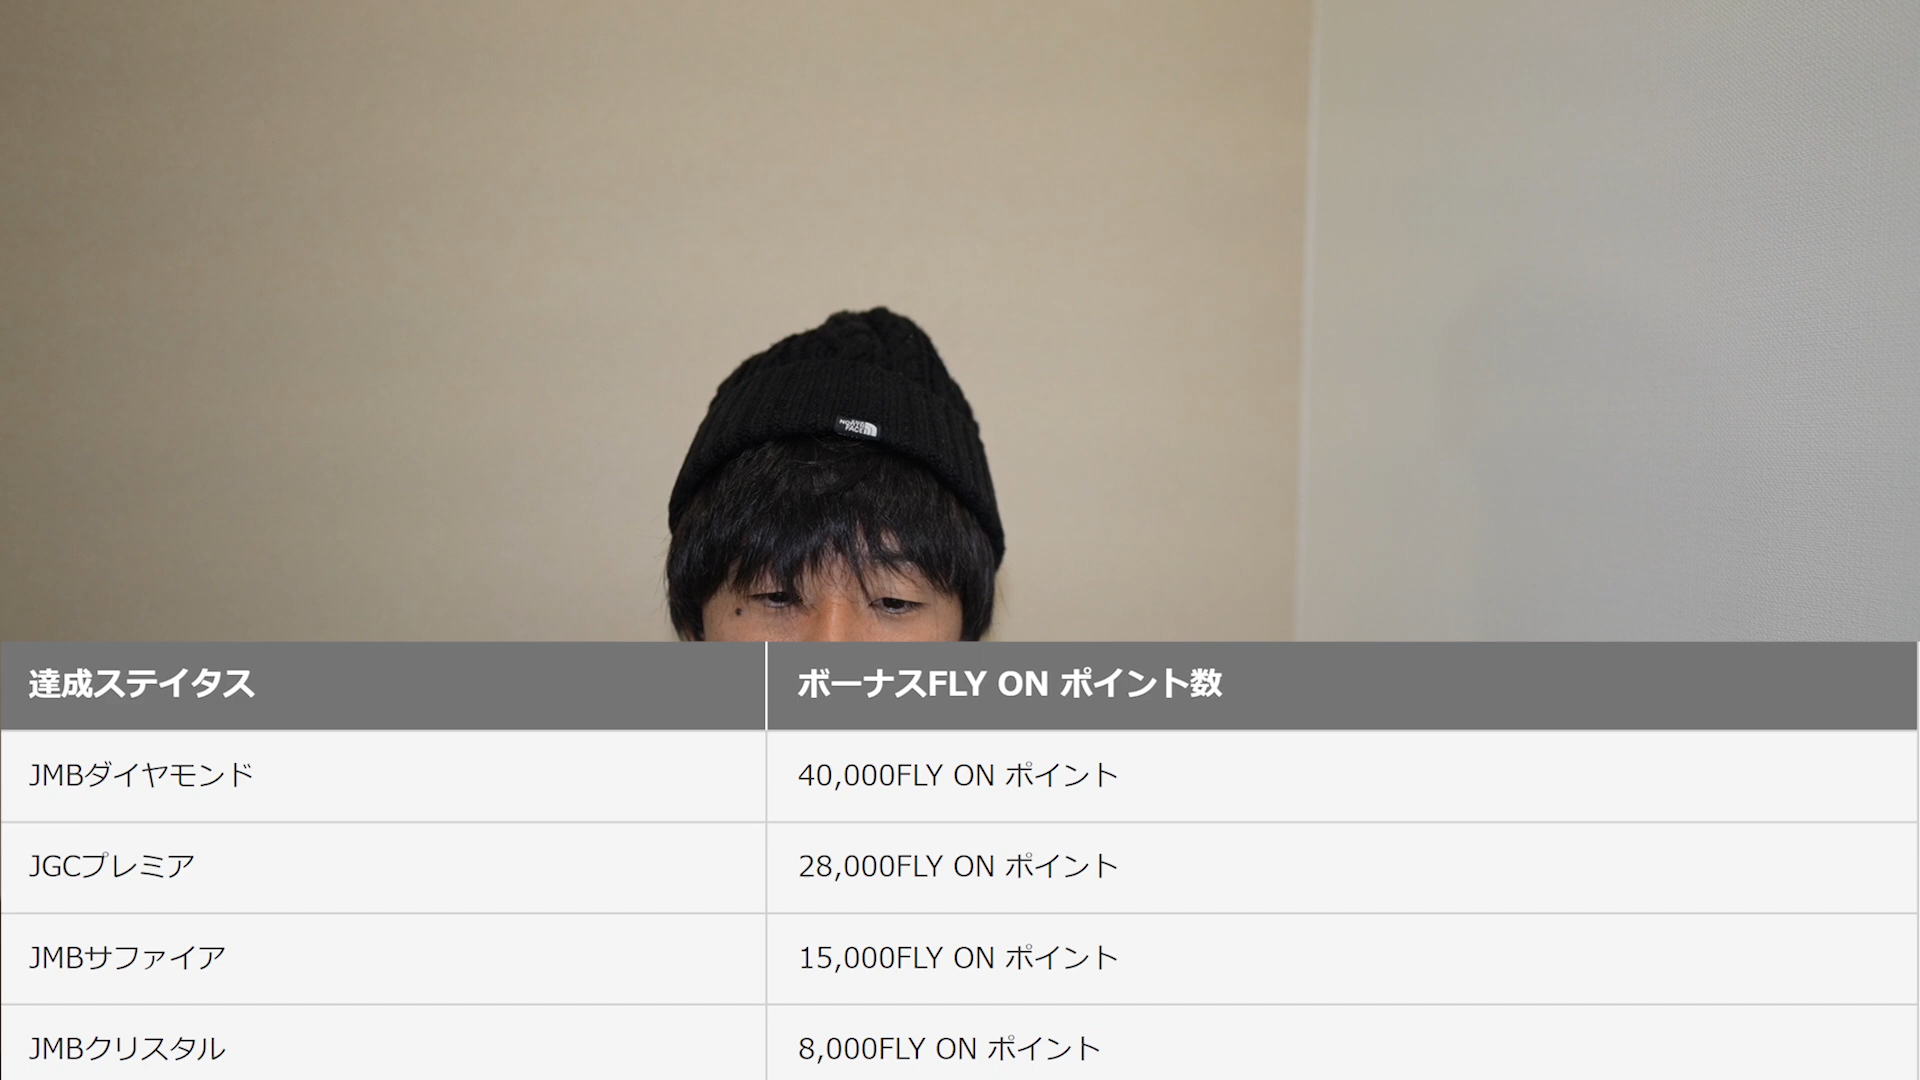 THE
NORTH
FACE
達成ステイタス ボーナスFLY ON ポイント数
JMBダイヤモンド 40,000FLY ON ポイント
JGCプレミア 28,000FLY ON ポイント
JMBサファイア 15,000FLY ON ポイント
JMBクリスタル 8,000FLY ON ポイント